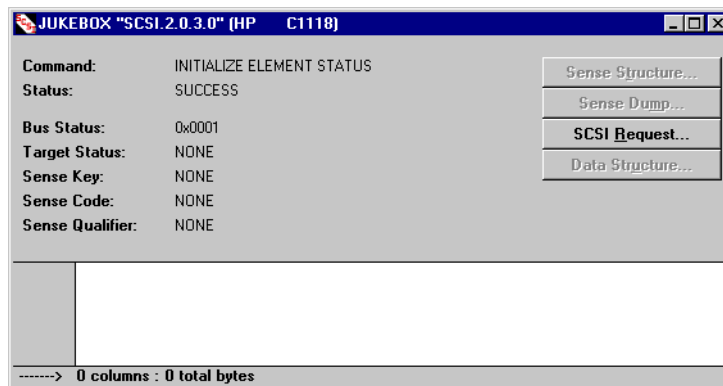 JUKEBOX "SCSI.2.0.3.0" (HP C1118)
Command: INITIALIZE ELEMENT STATUS
Status: SUCCESS
Bus Status: 0x0001
Target Status: NONE
Sense Key: NONE
Sense Code: NONE
Sense Qualifier: NONE
Sense Structure...
Sense Dump...
SCSI Request...
Data Structure...
-------> 0 columns : 0 total bytes